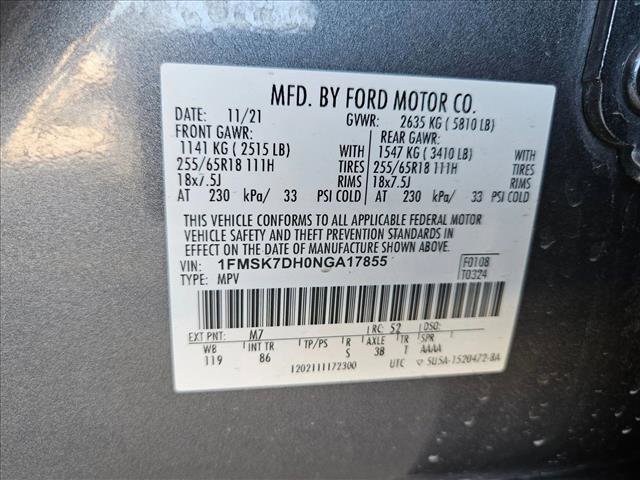 MFD. BY FORD MOTOR CO.
DATE: 11/21 GVWR: 2635 KG ( 5810 LB)
FRONT GAWR: REAR GAWR:
1141 KG ( 2515 LB) WITH 1547 KG ( 3410 LB) WITH
255/65R18 111H TIRES 255/65R18 111H TIRES
18x7.5J RIMS 18x7.5J RIMS
AT 230 kPa/ 33 PSI COLD AT 230 kPa/ 33 PSI COLD
THIS VEHICLE CONFORMS TO ALL APPLICABLE FEDERAL MOTOR
VEHICLE SAFETY AND THEFT PREVENTION STANDARDS IN
EFFECT ON THE DATE OF MANUFACTURE SHOWN ABOVE.
VIN: 1FMSK7DH0NGA17855 F0108
TYPE: MPV T0324
EXT PNT: M7 RC: 52 DSO:
WB INT TR TP/PS R AXLE TR SPR
119 86 S 38 T AAAA
1202111172300 UTC 5U5A-1520472-BA